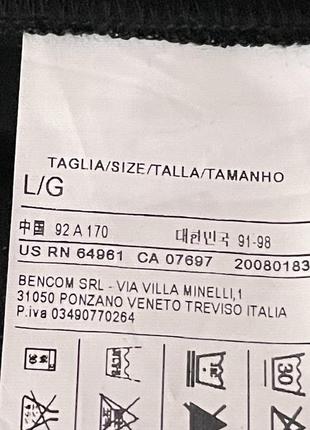 TAGLIA/SIZE/TALLA/TAMANHO
L/G
中国 92 A 170 대한민국 91-98
US RN 64961 CA 07697 20080183
BENCOM SRL - VIA VILLA MINELLI,1
31050 PONZANO VENETO TREVISO ITALIA
P.iva 03490770264
30